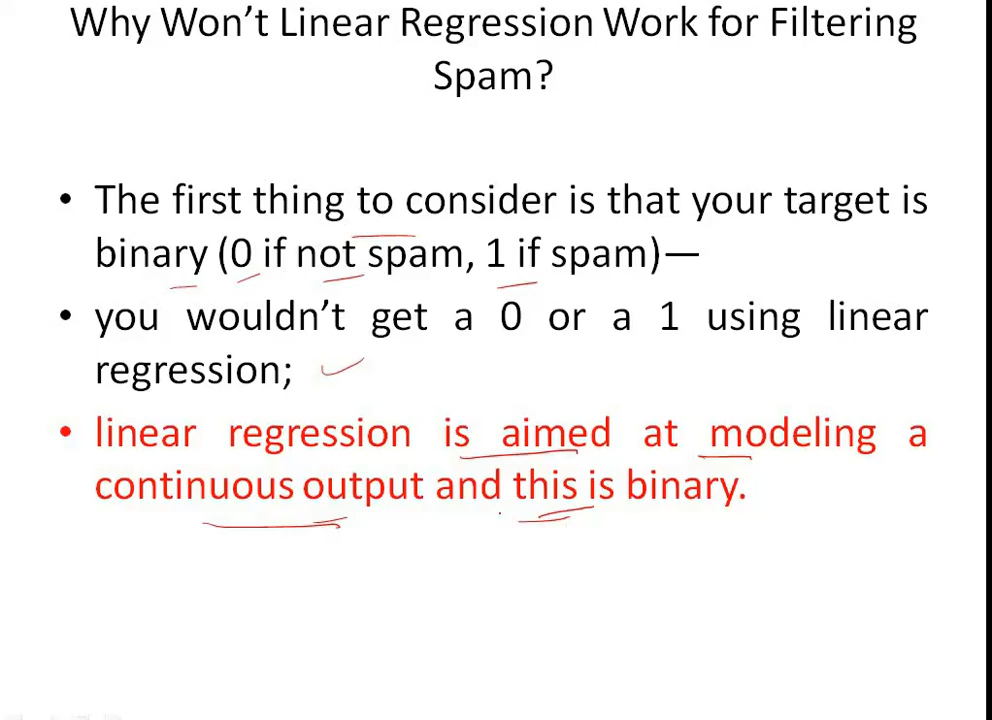 Why Won't Linear Regression Work for Filtering
Spam?
• The first thing to consider is that your target is
binary (0 if not spam, 1 if spam)—
• you wouldn't get a 0 or a 1 using linear
regression;
• linear regression is aimed at modeling a
continuous output and this is binary.